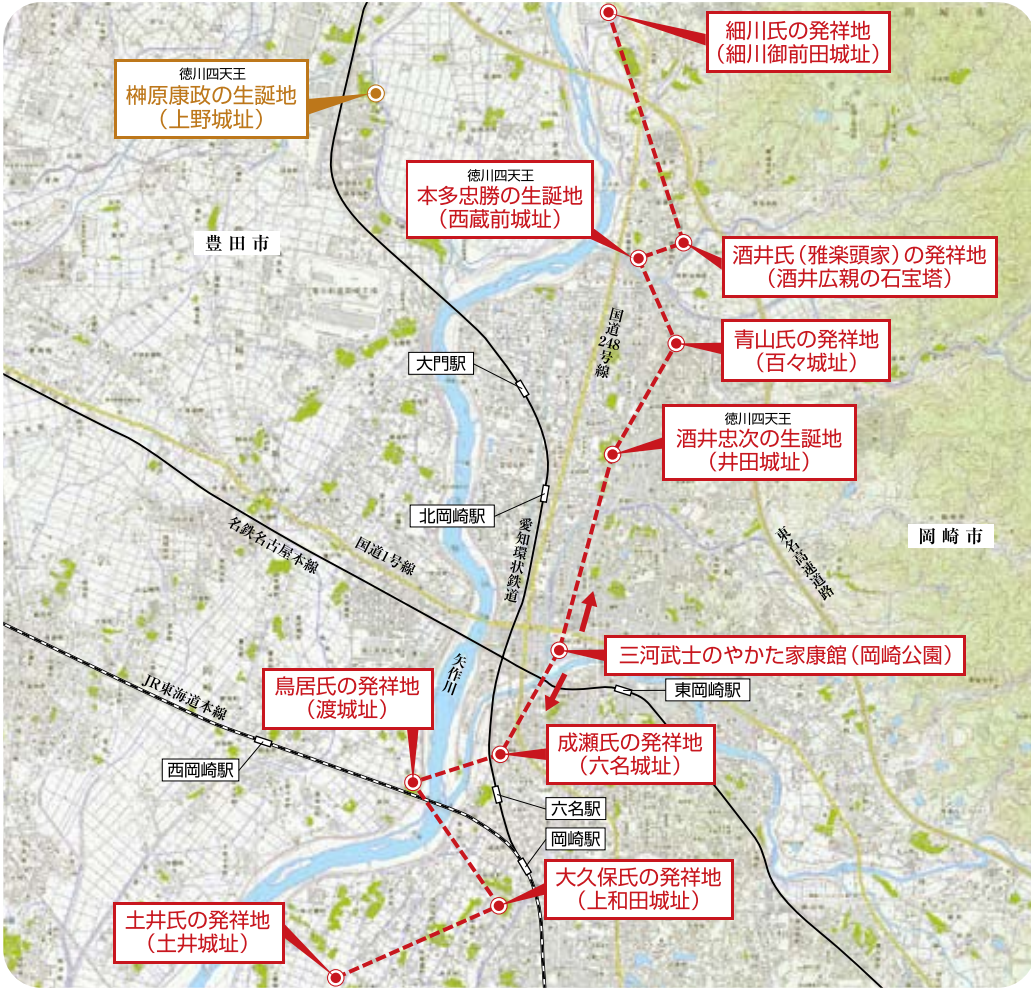 細川氏の発祥地
（細川御前田城址）
徳川四天王
榊原康政の生誕地
（上野城址）
徳川四天王
本多忠勝の生誕地
（西蔵前城址）
豊田市
酒井氏（雅楽頭家）の発祥地
（酒井広親の石宝塔）
国道248号線
青山氏の発祥地
（百々城址）
大門駅
徳川四天王
酒井忠次の生誕地
（井田城址）
北岡崎駅
愛知環状鉄道
名鉄名古屋本線
国道1号線
岡崎市
東名高速道路
三河武士のやかた家康館（岡崎公園）
矢作川
鳥居氏の発祥地
（渡城址）
JR東海道本線
東岡崎駅
成瀬氏の発祥地
（六名城址）
西岡崎駅
六名駅
岡崎駅
大久保氏の発祥地
（上和田城址）
土井氏の発祥地
（土井城址）